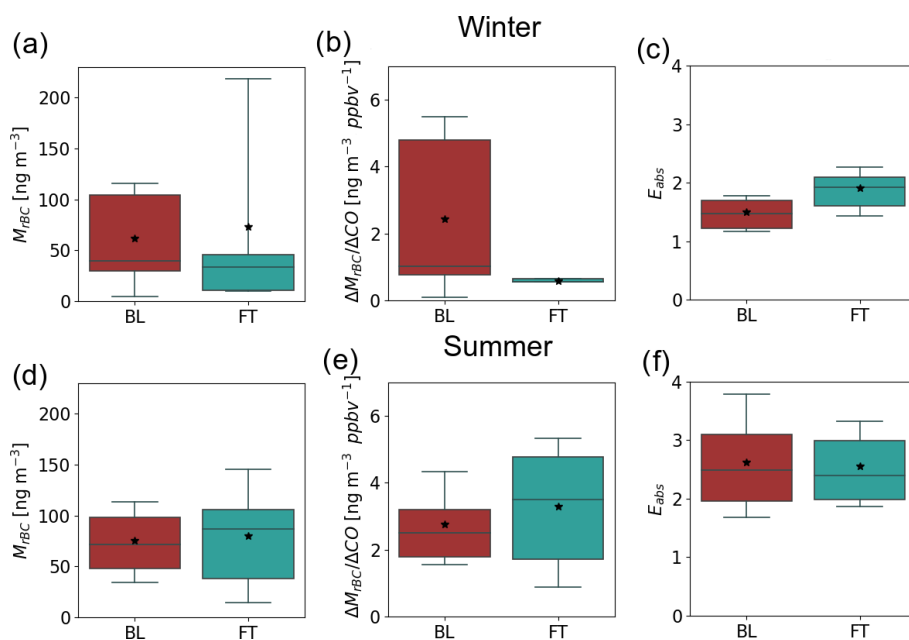 Winter
(a)
M_rBC [ng m⁻³]
200
150
100
50
0
BL
FT
(b)
ΔM_rBC/ΔCO [ng m⁻³ ppbv⁻¹]
6
4
2
0
BL
FT
(c)
E_abs
4
3
2
1
0
BL
FT
Summer
(d)
M_rBC [ng m⁻³]
200
150
100
50
0
BL
FT
(e)
ΔM_rBC/ΔCO [ng m⁻³ ppbv⁻¹]
6
4
2
0
BL
FT
(f)
E_abs
4
3
2
1
0
BL
FT